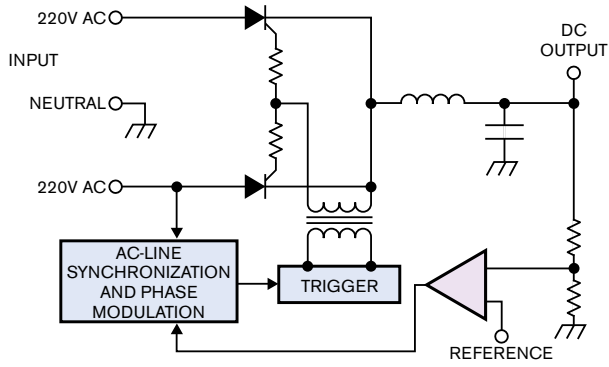 220V AC
INPUT
NEUTRAL
220V AC
DC
OUTPUT
AC-LINE
SYNCHRONIZATION
AND PHASE
MODULATION
TRIGGER
REFERENCE